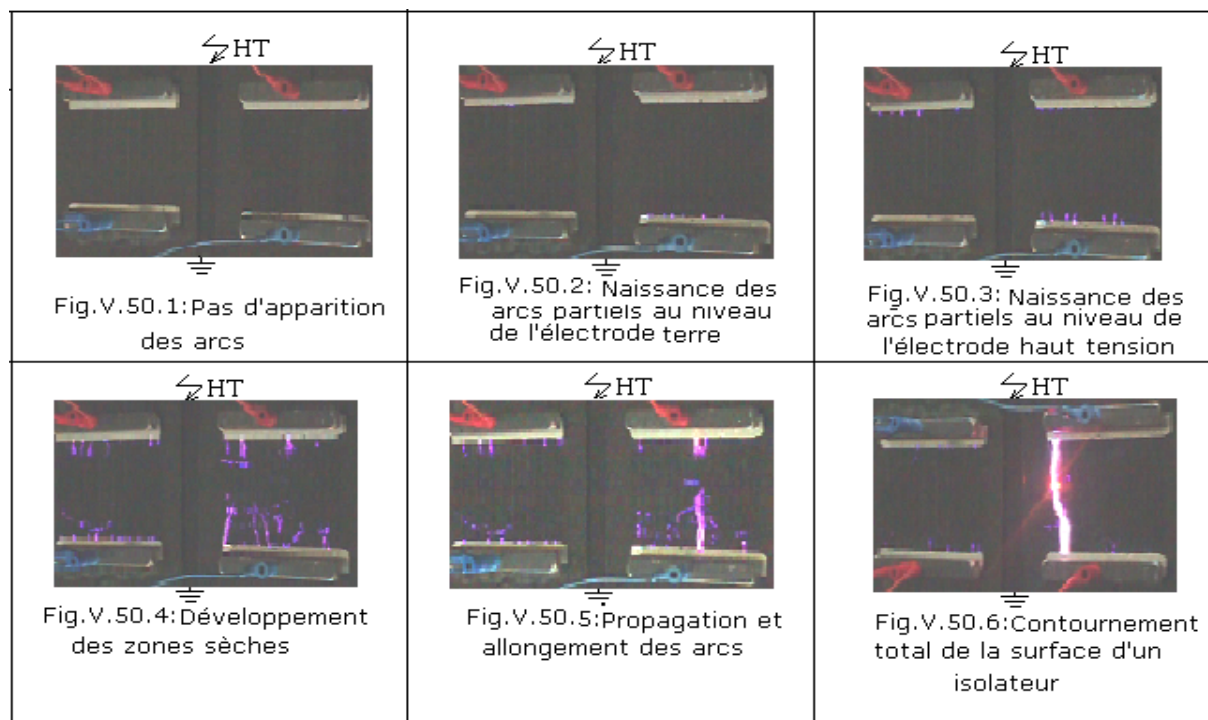 HT
Fig.V.50.1:Pas d'apparition
des arcs
HT
Fig.V.50.2: Naissance des
arcs partiels au niveau
de l'électrode terre
HT
Fig.V.50.3: Naissance des
arcs partiels au niveau de
l'électrode haut tension
HT
Fig.V.50.4:Développement
des zones sèches
HT
Fig.V.50.5:Propagation et
allongement des arcs
HT
Fig.V.50.6:Contournement
total de la surface d'un
isolateur